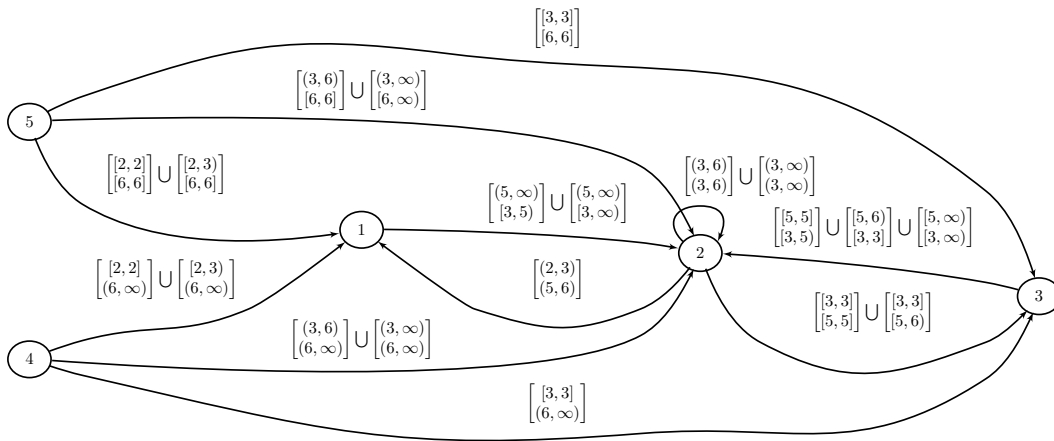 [3, 3]
[6, 6]
(3, 6) ∪ (3, ∞)
[6, 6] [6, ∞)
5
[2, 2] ∪ [2, 3)
[6, 6] [6, 6]
(3, 6) ∪ (3, ∞)
(3, 6) (3, ∞)
(5, ∞) ∪ (5, ∞)
[3, 5) [3, ∞)
[5, 5] ∪ [5, 6) ∪ [5, ∞)
[3, 5) [3, 3] [3, ∞)
1
2
[2, 2] ∪ [2, 3)
(6, ∞) (6, ∞)
(2, 3)
(5, 6)
3
[3, 3] ∪ [3, 3]
[5, 5] [5, 6)
(3, 6) ∪ (3, ∞)
(6, ∞) (6, ∞)
4
[3, 3]
(6, ∞)